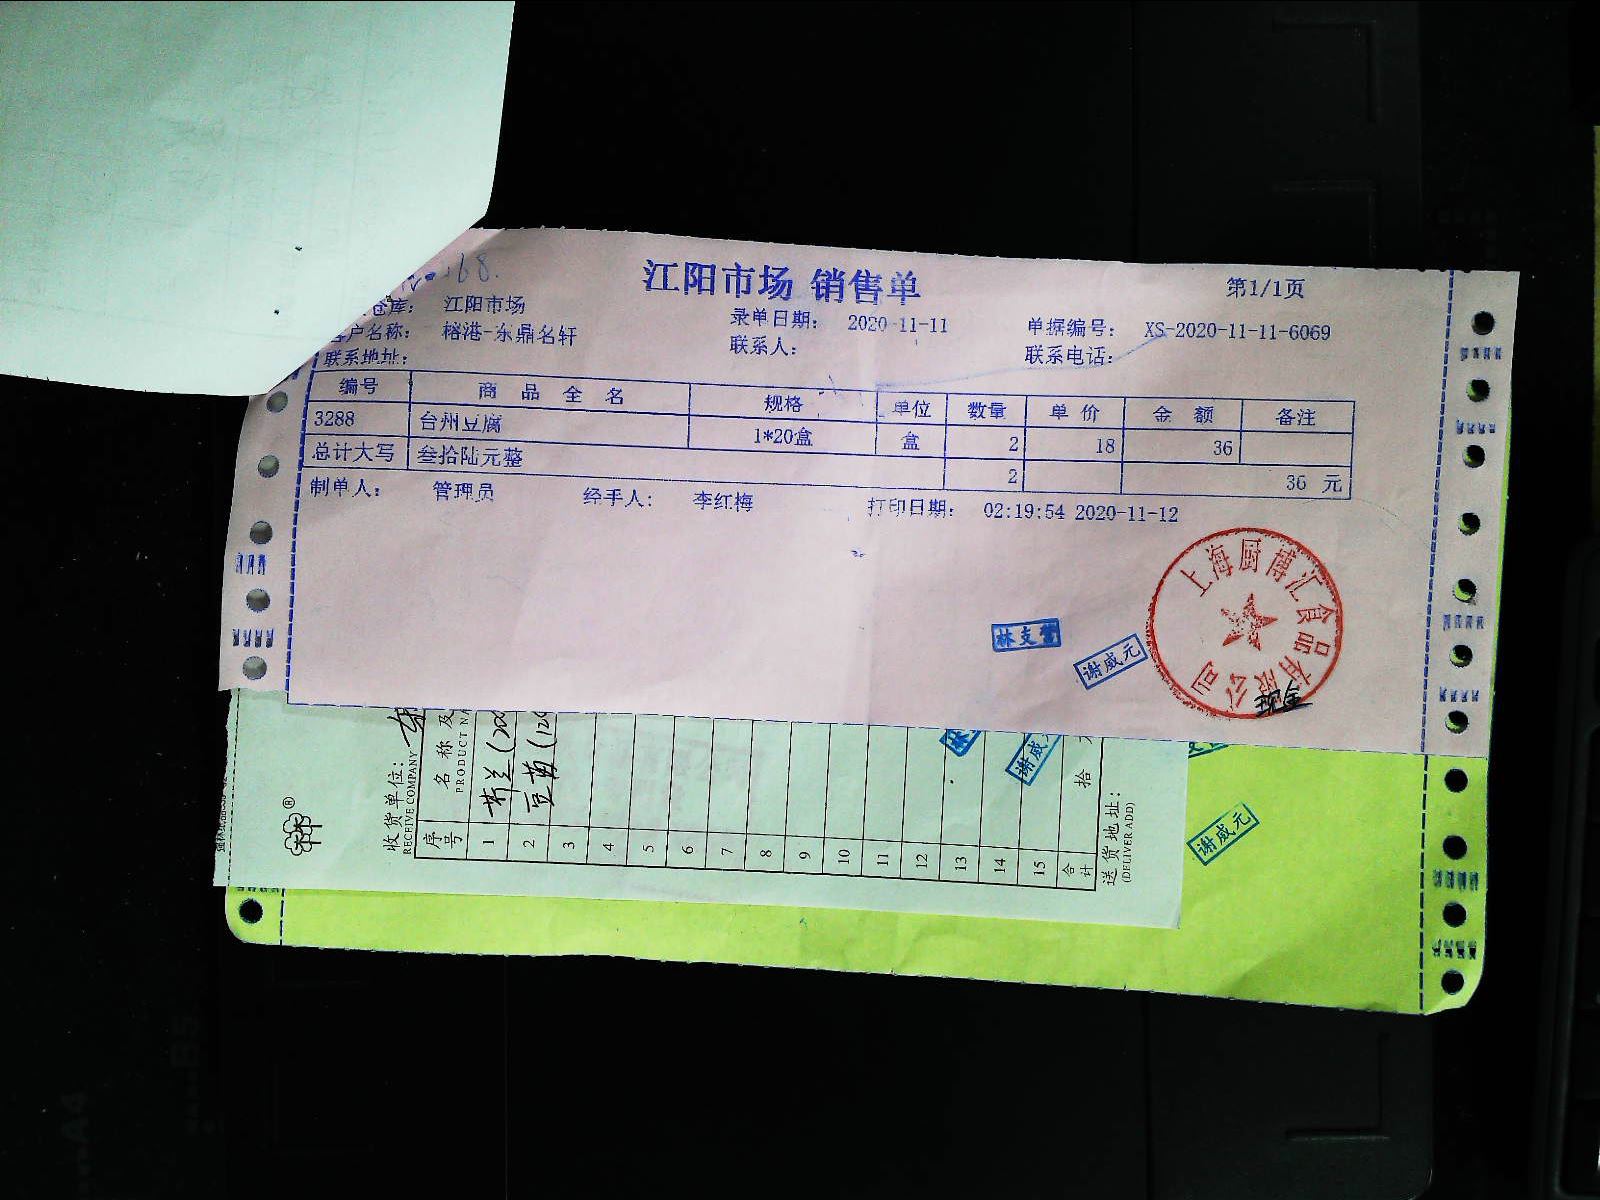 江阳市场 销售单
第1/1页
仓库： 江阳市场
录单日期： 2020-11-11
单据编号： XS-2020-11-11-6069
客户名称： 榕港-东鼎名轩
联系人：
联系电话：
联系地址：
编号 商品全名 规格 单位 数量 单价 金额 备注
3288 台州豆腐 1*20盒 盒 2 18 36
总计大写 叁拾陆元整 2 36 元
制单人： 管理员 经手人： 李红梅 打印日期： 02:19:54 2020-11-12
上海厨博汇食品有限公司
现金
林支雷
谢威元
谢威元
谢威元
收货单位：
RECEIVE COMPANY
序号 名称及
PRODUCT NA
1
2 豆苗
3
4
5
6
7
8
9
10
11
12
13
14
15
合计 拾
送货地址：
(DELIVER ADD)
®